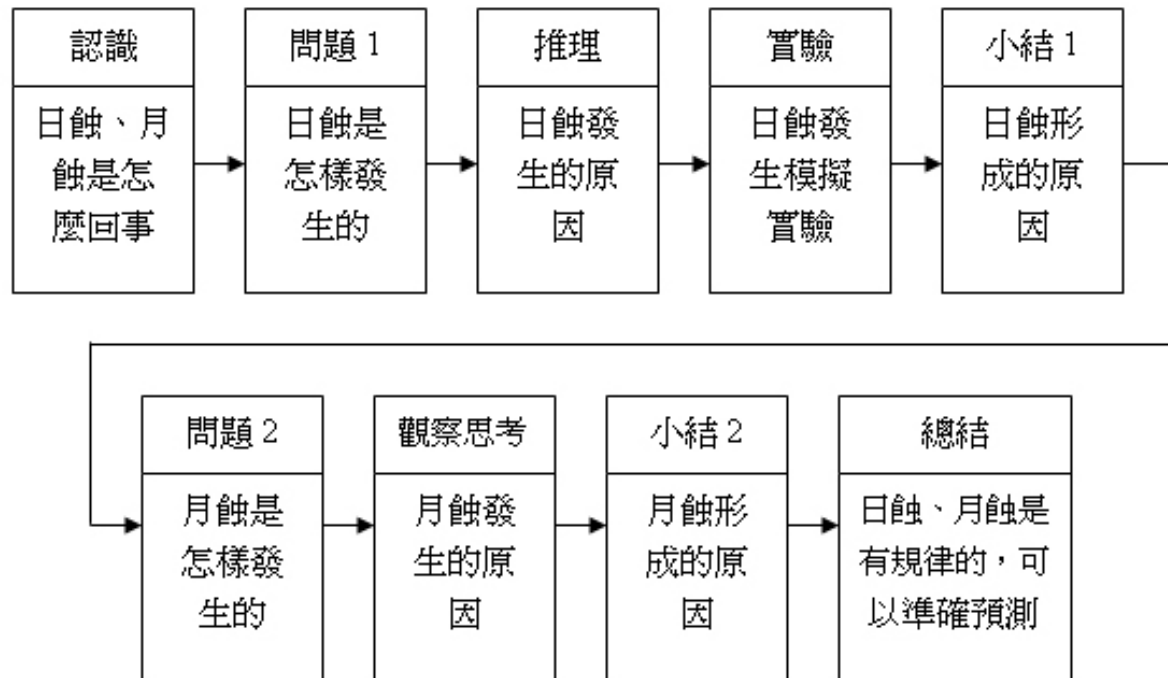 認識
日蝕、月
蝕是怎
麼回事
問題 1
日蝕是
怎樣發
生的
推理
日蝕發
生的原
因
實驗
日蝕發
生模擬
實驗
小結 1
日蝕形
成的原
因
問題 2
月蝕是
怎樣發
生的
觀察思考
月蝕發
生的原
因
小結 2
月蝕形
成的原
因
總結
日蝕、月蝕是
有規律的，可
以準確預測